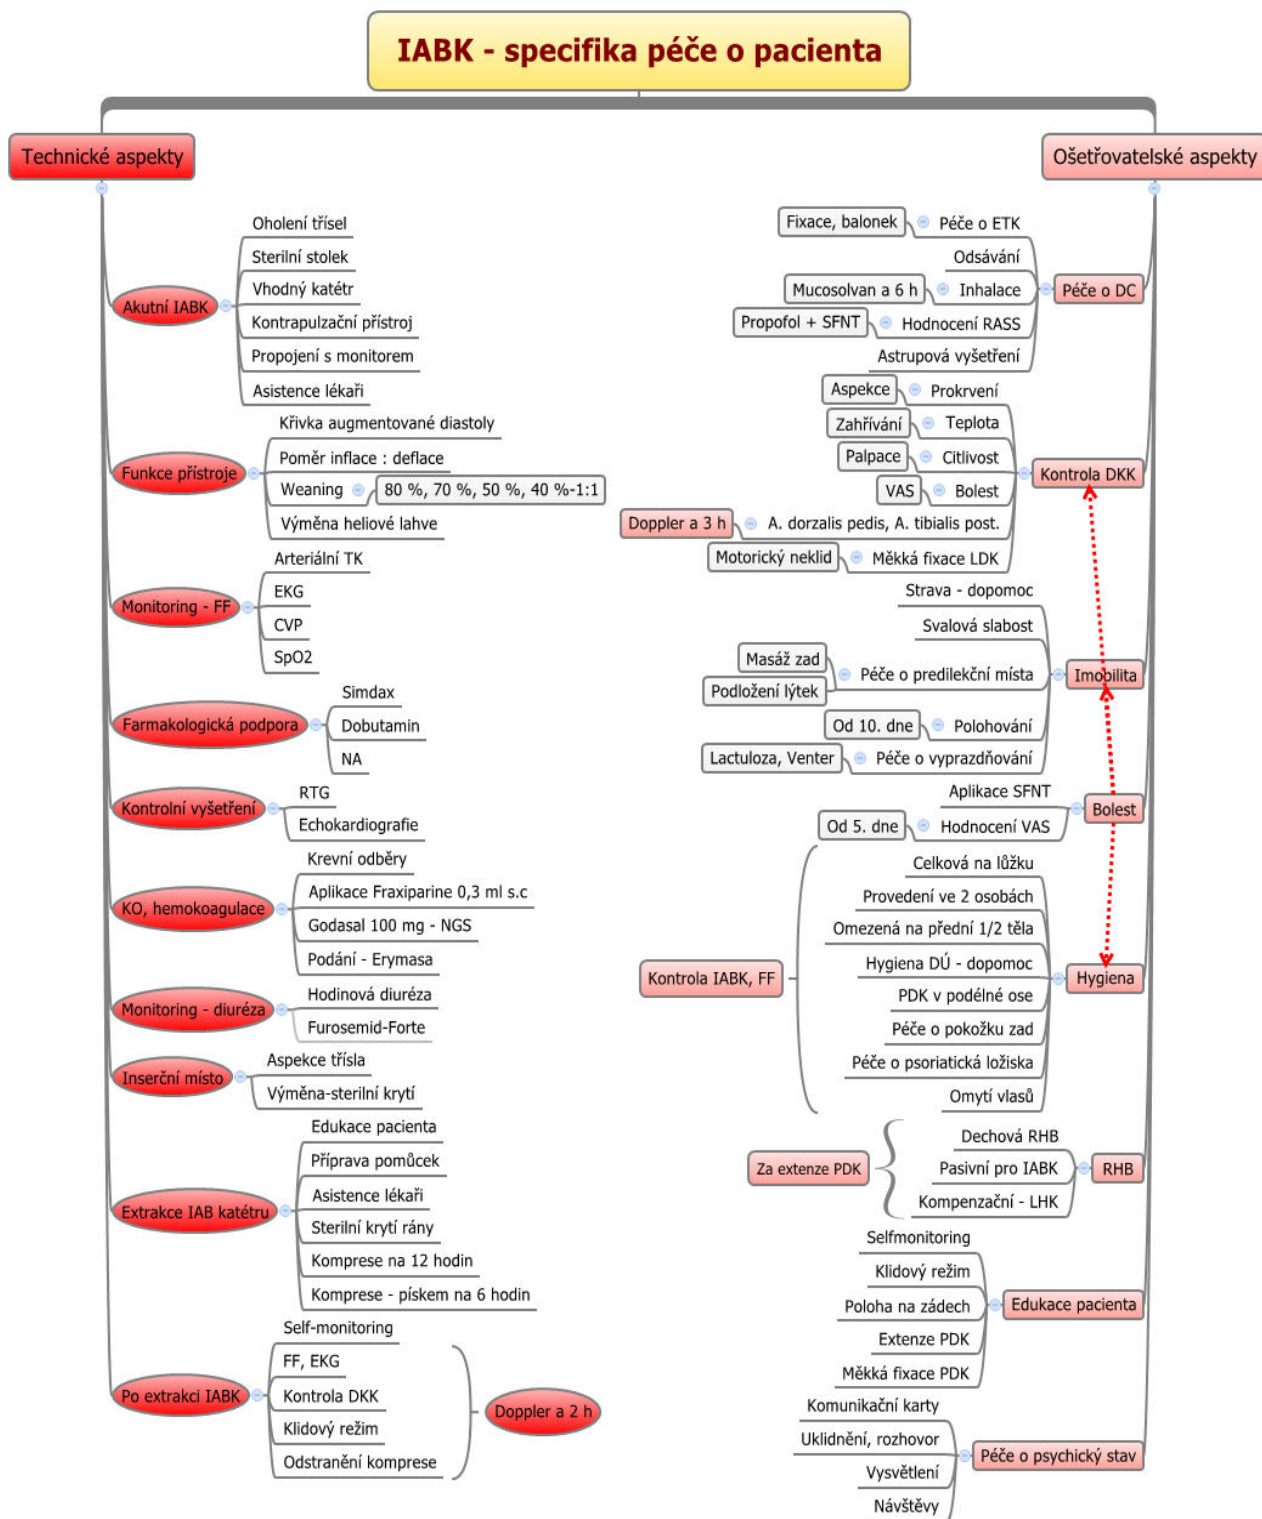 IABK - specifika péče o pacienta
Technické aspekty
Akutní IABK
Oholení třísel
Sterilní stolek
Vhodný katétr
Kontrapulzační přístroj
Propojení s monitorem
Asistence lékaři
Funkce přístroje
Křivka augmentované diastoly
Poměr inflace : deflace
Weaning
80 %, 70 %, 50 %, 40 %-1:1
Výměna heliové lahve
Monitoring - FF
Arteriální TK
EKG
CVP
SpO2
Farmakologická podpora
Simdax
Dobutamin
NA
Kontrolní vyšetření
RTG
Echokardiografie
KO, hemokoagulace
Krevní odběry
Aplikace Fraxiparine 0,3 ml s.c
Godasal 100 mg - NGS
Podání - Erymasa
Monitoring - diuréza
Hodinová diuréza
Furosemid-Forte
Inserční místo
Aspekce třísla
Výměna-sterilní krytí
Extrakce IAB katétru
Edukace pacienta
Příprava pomůcek
Asistence lékaři
Sterilní krytí rány
Komprese na 12 hodin
Komprese - pískem na 6 hodin
Po extrakci IABK
Self-monitoring
FF, EKG
Kontrola DKK
Klidový režim
Odstranění komprese
Doppler a 2 h
Ošetřovatelské aspekty
Péče o DC
Péče o ETK
Fixace, balonek
Odsávání
Inhalace
Mucosolvan a 6 h
Hodnocení RASS
Propofol + SFNT
Astrupová vyšetření
Kontrola DKK
Prokrvení
Aspekce
Teplota
Zahřívání
Citlivost
Palpace
Bolest
VAS
A. dorzalis pedis, A. tibialis post.
Doppler a 3 h
Měkká fixace LDK
Motorický neklid
Imobilita
Strava - dopomoc
Svalová slabost
Péče o predilekční místa
Masáž zad
Podložení lýtek
Polohování
Od 10. dne
Péče o vyprazdňování
Lactuloza, Venter
Bolest
Aplikace SFNT
Hodnocení VAS
Od 5. dne
Hygiena
Celková na lůžku
Provedení ve 2 osobách
Omezená na přední 1/2 těla
Hygiena DÚ - dopomoc
PDK v podélné ose
Péče o pokožku zad
Péče o psoriatická ložiska
Omytí vlasů
Kontrola IABK, FF
RHB
Dechová RHB
Pasivní pro IABK
Kompenzační - LHK
Za extenze PDK
Edukace pacienta
Selfmonitoring
Klidový režim
Poloha na zádech
Extenze PDK
Měkká fixace PDK
Péče o psychický stav
Komunikační karty
Uklidnění, rozhovor
Vysvětlení
Návštěvy